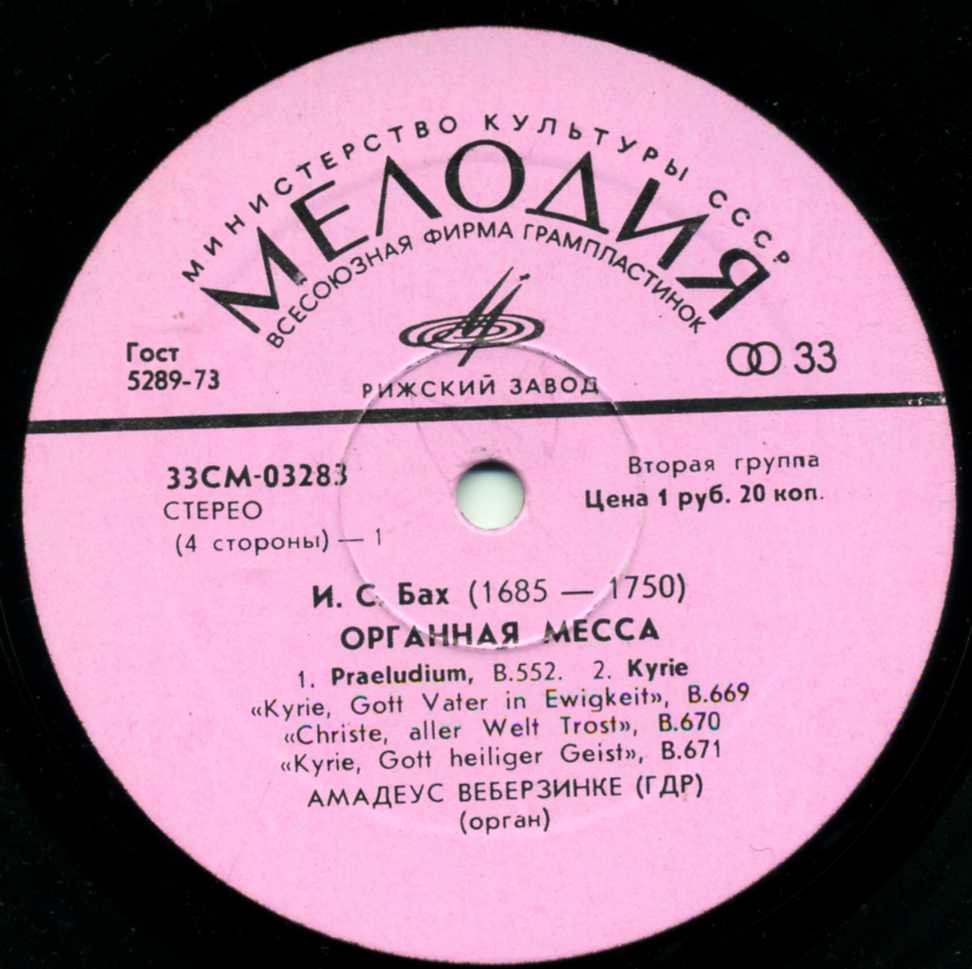 МИНИСТЕРСТВО КУЛЬТУРЫ СССР
МЕЛОДИЯ
ВСЕСОЮЗНАЯ ФИРМА ГРАМПЛАСТИНОК
Гост
5289-73
33
РИЖСКИЙ ЗАВОД
33СМ-03283
СТЕРЕО
(4 стороны) — 1
Вторая группа
Цена 1 руб. 20 коп.
И. С. Бах (1685 — 1750)
ОРГАННАЯ МЕССА
1. Praeludium, B.552. 2. Kyrie
«Kyrie, Gott Vater in Ewigkeit», B.669
«Christe, aller Welt Trost», B.670
«Kyrie, Gott heiliger Geist», B.671
АМАДЕУС ВЕБЕРЗИНКЕ (ГДР)
(орган)